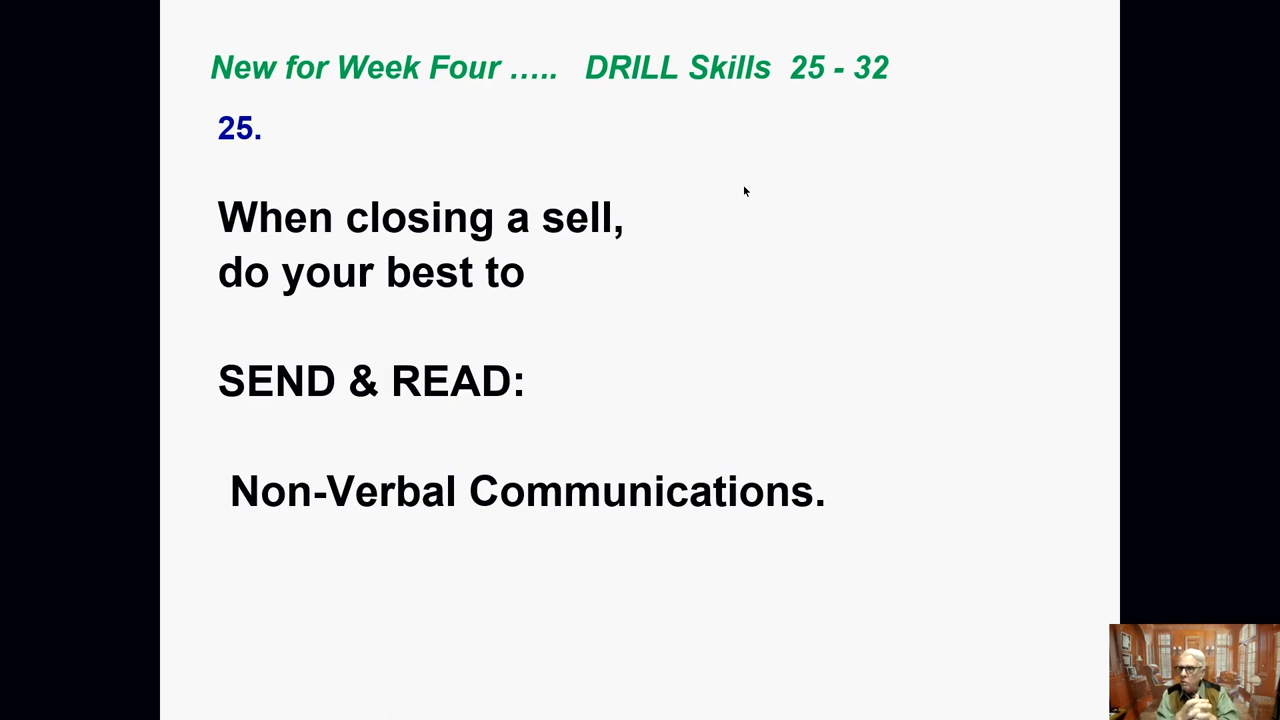 New for Week Four ….. DRILL Skills 25 - 32
25.
When closing a sell,
do your best to
SEND & READ:
Non-Verbal Communications.